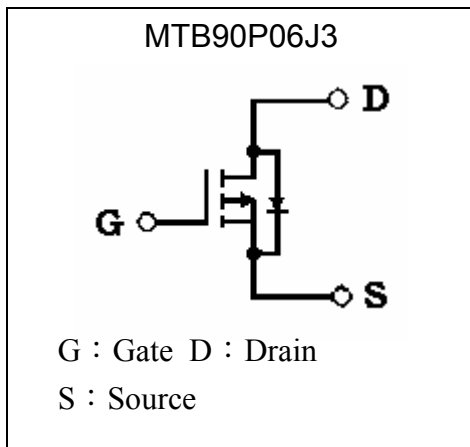 MTB90P06J3
D
G
S
G：Gate D：Drain
S：Source